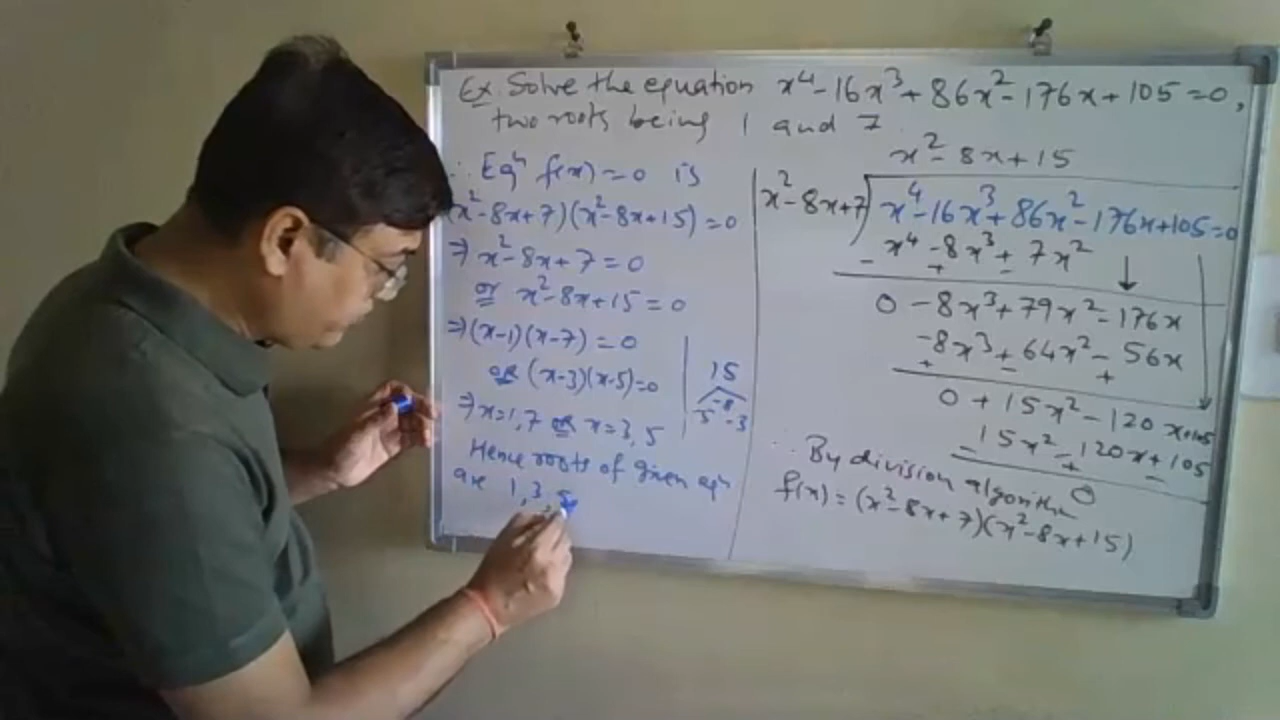 Ex. Solve the equation x⁴-16x³+86x²-176x+105=0,
two roots being 1 and 7.
∴ Eqⁿ f(x)=0 is
(x²-8x+7)(x²-8x+15)=0
⇒ x²-8x+7=0
or x²-8x+15=0
⇒(x-1)(x-7)=0
or (x-3)(x-5)=0
⇒x=1,7 or x=3,5
Hence roots of given eqⁿ
are 1,3,5
15
-8
-5 -3
x²-8x+15
x²-8x+7) x⁴-16x³+86x²-176x+105=0
x⁴-8x³+7x²
- + -
0 -8x³+79x²-176x
-8x³+64x²-56x
+ - +
0+15x²-120x+105
15x²-120x+105
- + -
0
∴ By division algorithm
f(x)=(x²-8x+7)(x²-8x+15)